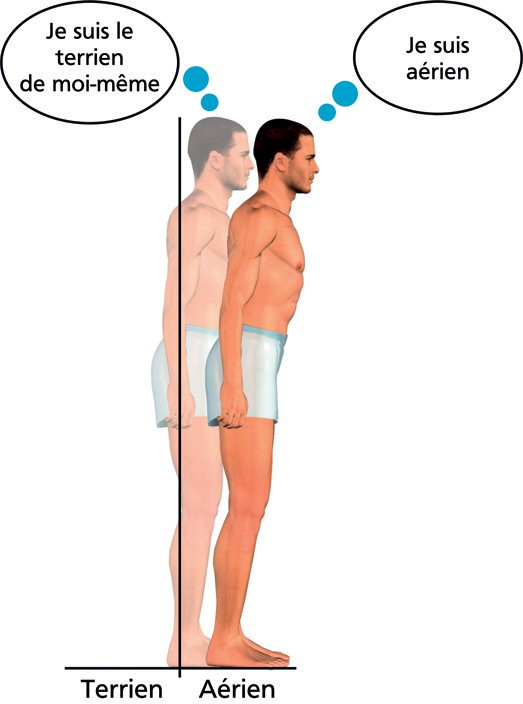 Je suis le
terrien
de moi-même
Je suis
aérien
Terrien
Aérien